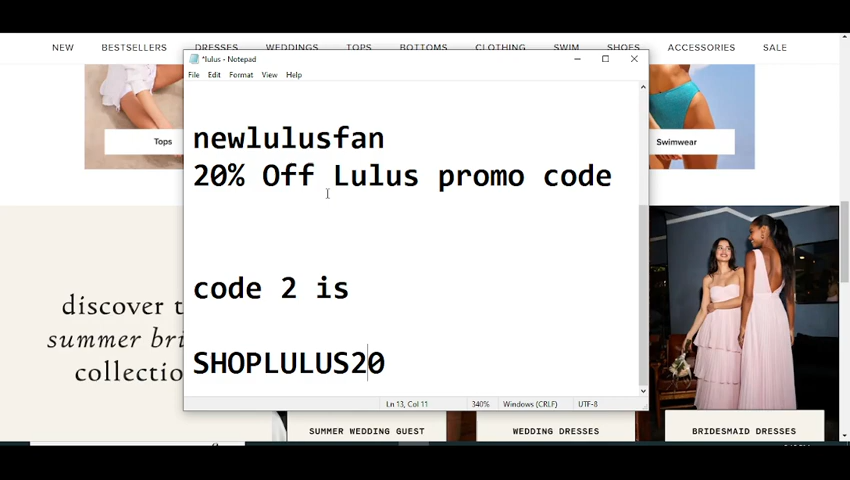 NEW BESTSELLERS DRESSES WEDDINGS TOPS BOTTOMS CLOTHING SWIM SHOES ACCESSORIES SALE
*lulus - Notepad
File Edit Format View Help
Tops
Swimwear
newlulusfan
20% Off Lulus promo code
code 2 is
SHOPLULUS20
discover
summer
collectio
Ln 13, Col 11 340% Windows (CRLF) UTF-8
SUMMER WEDDING GUEST
WEDDING DRESSES
BRIDESMAID DRESSES